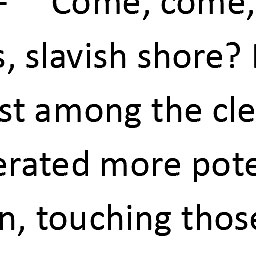 - Come, come,
s, slavish shore?
st among the cle
erated more pote
n, touching those